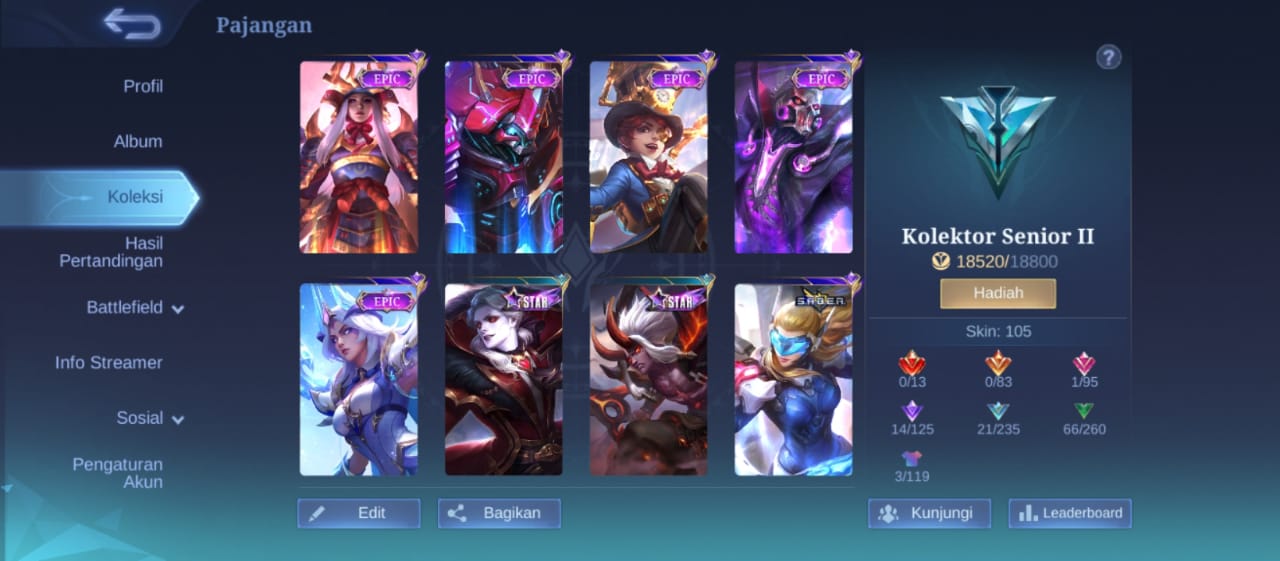 Pajangan
Profil
Album
Koleksi
Hasil
Pertandingan
Battlefield
Info Streamer
Sosial
Pengaturan
Akun
EPIC
EPIC
EPIC
EPIC
EPIC
STAR
STAR
S.A.B.E.R.
Edit
Bagikan
?
Kolektor Senior II
18520/18800
Hadiah
Skin: 105
0/13
0/83
1/95
14/125
21/235
66/260
3/119
Kunjungi
Leaderboard